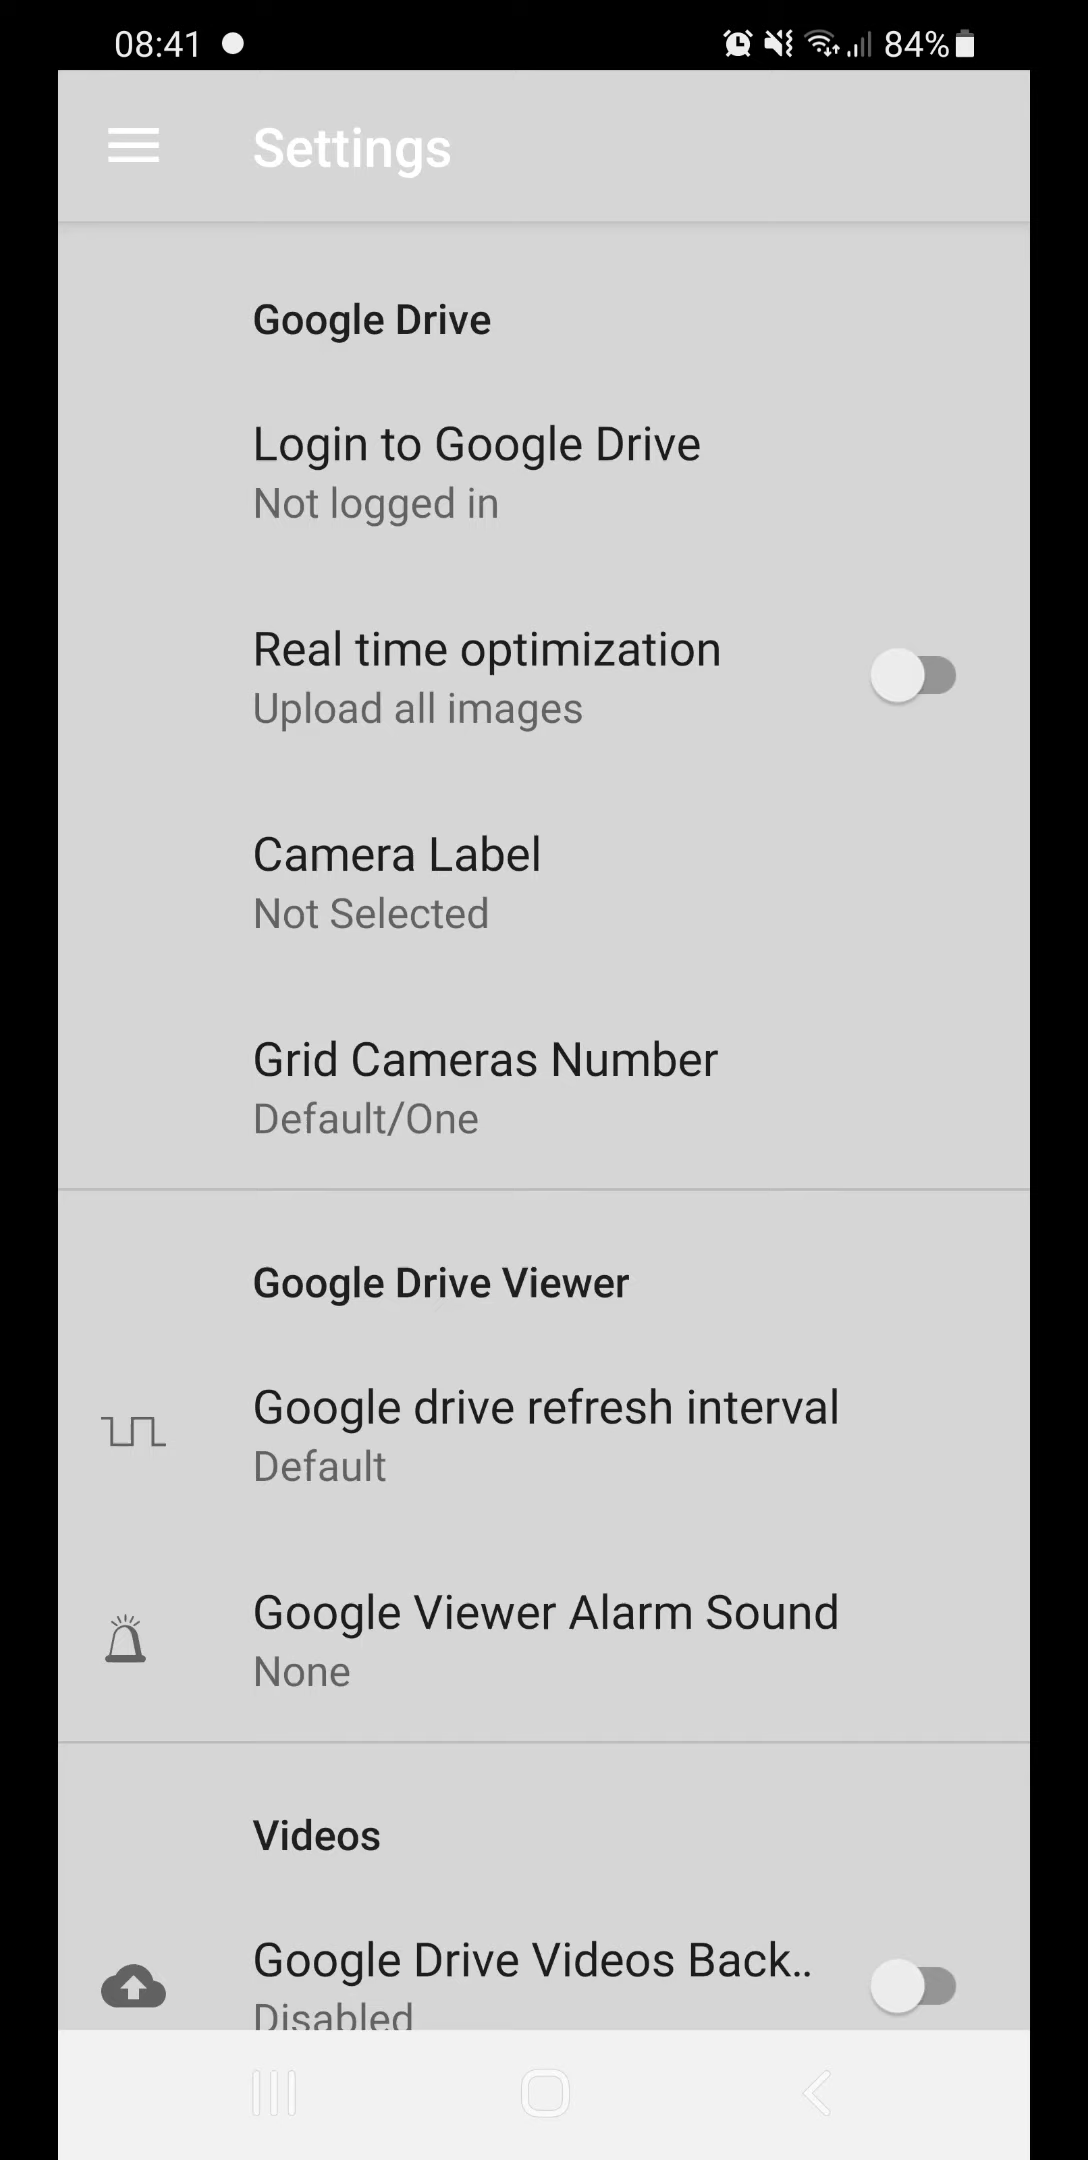 08:41
84%
Settings
Google Drive
Login to Google Drive
Not logged in
Real time optimization
Upload all images
Camera Label
Not Selected
Grid Cameras Number
Default/One
Google Drive Viewer
Google drive refresh interval
Default
Google Viewer Alarm Sound
None
Videos
Google Drive Videos Back..
Disabled